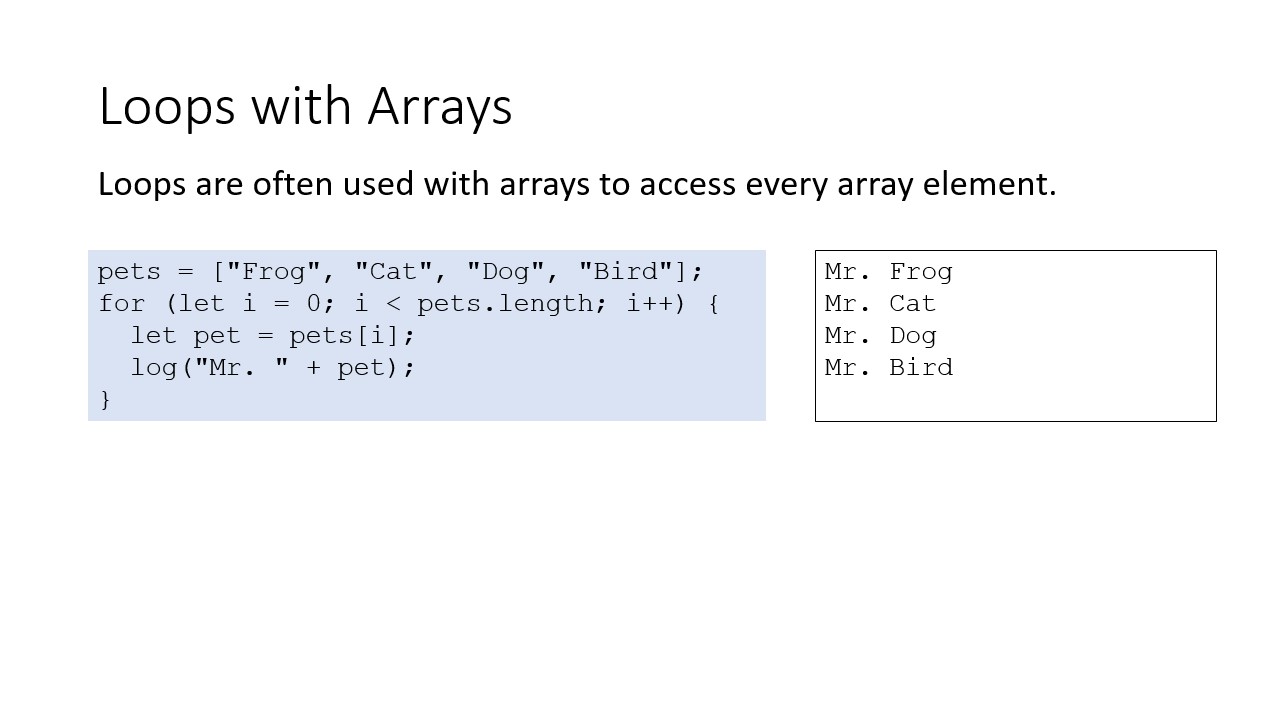 Loops with Arrays
Loops are often used with arrays to access every array element.
pets = ["Frog", "Cat", "Dog", "Bird"];
for (let i = 0; i < pets.length; i++) {
  let pet = pets[i];
  log("Mr. " + pet);
}
Mr. Frog
Mr. Cat
Mr. Dog
Mr. Bird